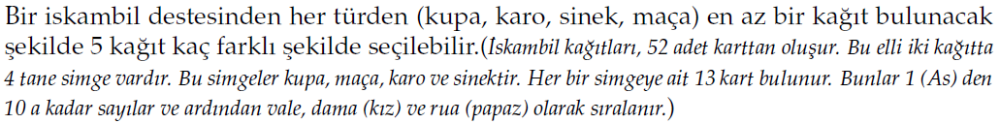 Bir iskambil destesinden her türden (kupa, karo, sinek, maça) en az bir kağıt bulunacak
şekilde 5 kağıt kaç farklı şekilde seçilebilir.(İskambil kağıtları, 52 adet karttan oluşur. Bu elli iki kağıtta
4 tane simge vardır. Bu simgeler kupa, maça, karo ve sinektir. Her bir simgeye ait 13 kart bulunur. Bunlar 1 (As) den
10 a kadar sayılar ve ardından vale, dama (kız) ve rua (papaz) olarak sıralanır.)